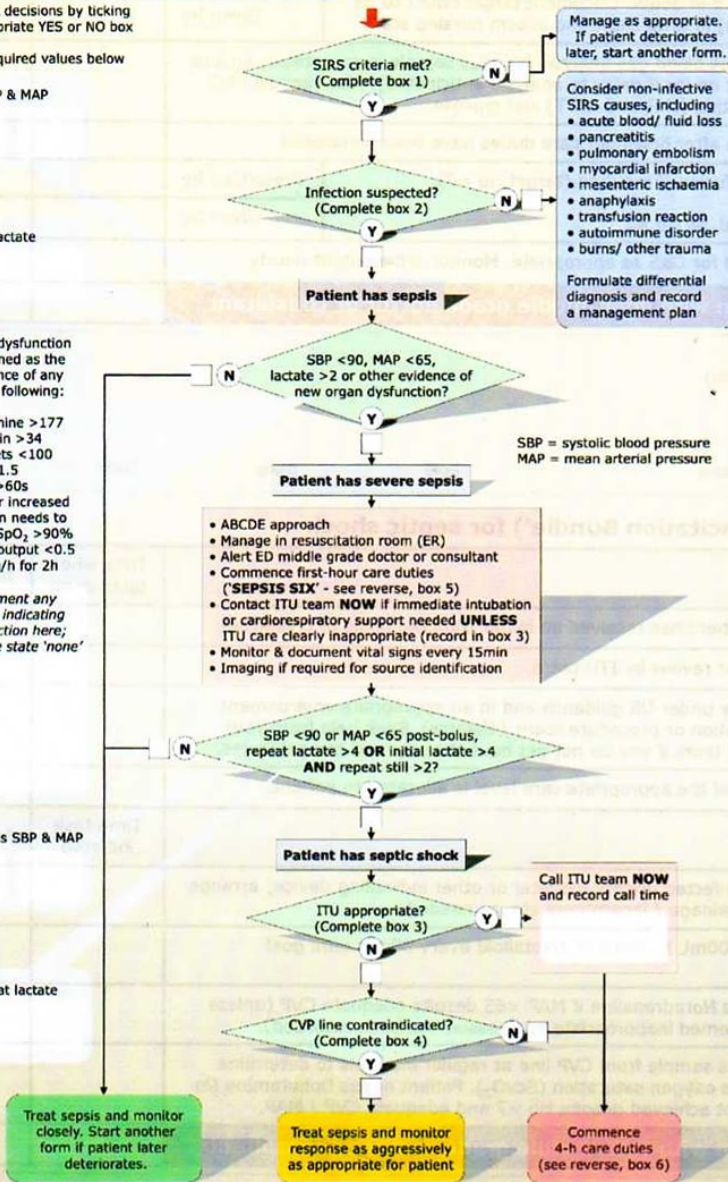 decisions by ticking
priate YES or NO box
quired values below
P & MAP
actate
dysfunction
ned as the
nce of any
following:
nine >177
in >34
ts <100
1.5
>60s
r increased
n needs to
SpO₂ >90%
output <0.5
g/h for 2h
ment any
indicating
ction here;
e state 'none'
s SBP & MAP
at lactate
SIRS criteria met?
(Complete box 1)
N
Y
Manage as appropriate.
If patient deteriorates
later, start another form.
Infection suspected?
(Complete box 2)
N
Y
Consider non-infective
SIRS causes, including
• acute blood/ fluid loss
• pancreatitis
• pulmonary embolism
• myocardial infarction
• mesenteric ischaemia
• anaphylaxis
• transfusion reaction
• autoimmune disorder
• burns/ other trauma
Formulate differential
diagnosis and record
a management plan
Patient has sepsis
SBP <90, MAP <65,
lactate >2 or other evidence of
new organ dysfunction?
N
Y
SBP = systolic blood pressure
MAP = mean arterial pressure
Patient has severe sepsis
• ABCDE approach
• Manage in resuscitation room (ER)
• Alert ED middle grade doctor or consultant
• Commence first-hour care duties
('SEPSIS SIX' - see reverse, box 5)
• Contact ITU team NOW if immediate intubation
or cardiorespiratory support needed UNLESS
ITU care clearly inappropriate (record in box 3)
• Monitor & document vital signs every 15min
• Imaging if required for source identification
SBP <90 or MAP <65 post-bolus,
repeat lactate >4 OR initial lactate >4
AND repeat still >2?
N
Y
Patient has septic shock
ITU appropriate?
(Complete box 3)
Y
N
Call ITU team NOW
and record call time
CVP line contraindicated?
(Complete box 4)
N
Y
Treat sepsis and monitor
closely. Start another
form if patient later
deteriorates.
Treat sepsis and monitor
response as aggressively
as appropriate for patient
Commence
4-h care duties
(see reverse, box 6)